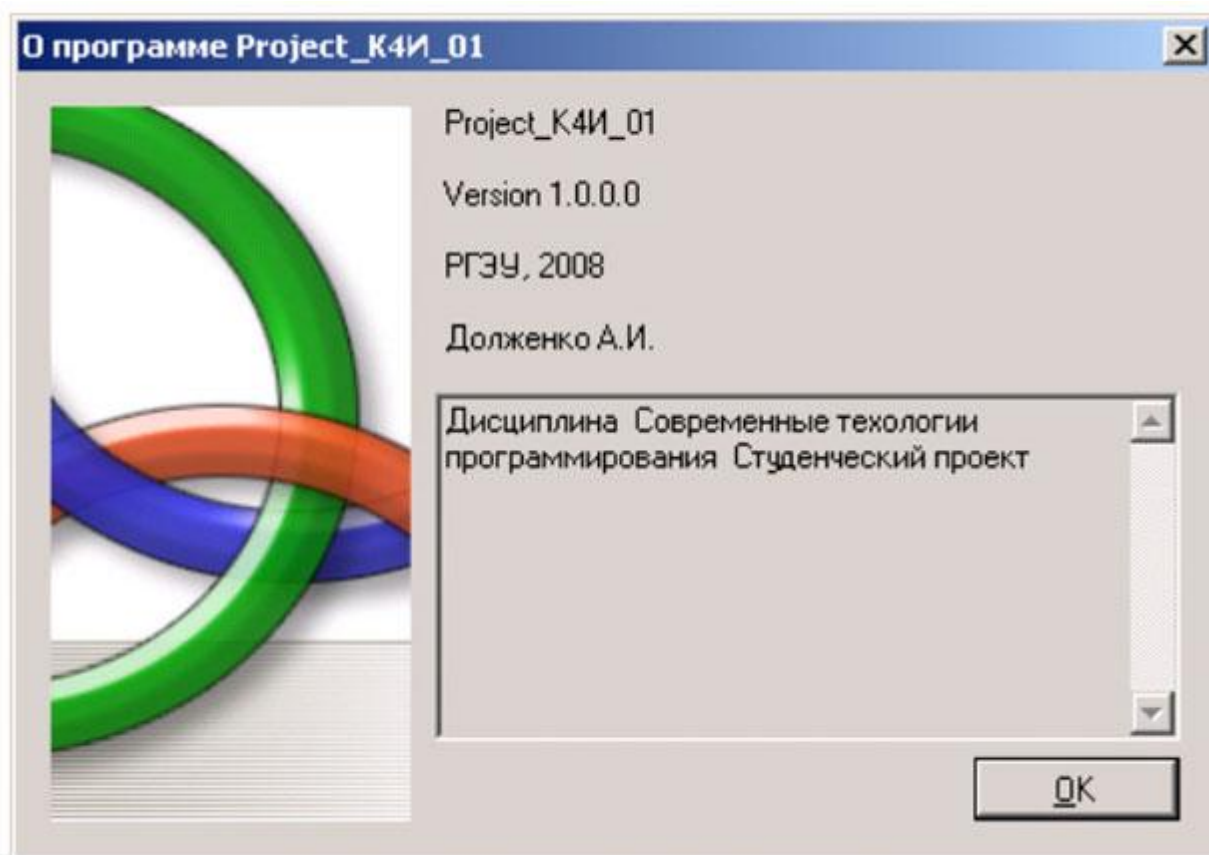 О программе Project_К4И_01
Project_К4И_01
Version 1.0.0.0
РГЭУ, 2008
Долженко А.И.
Дисциплина Современные техологии
программирования Студенческий проект
OK